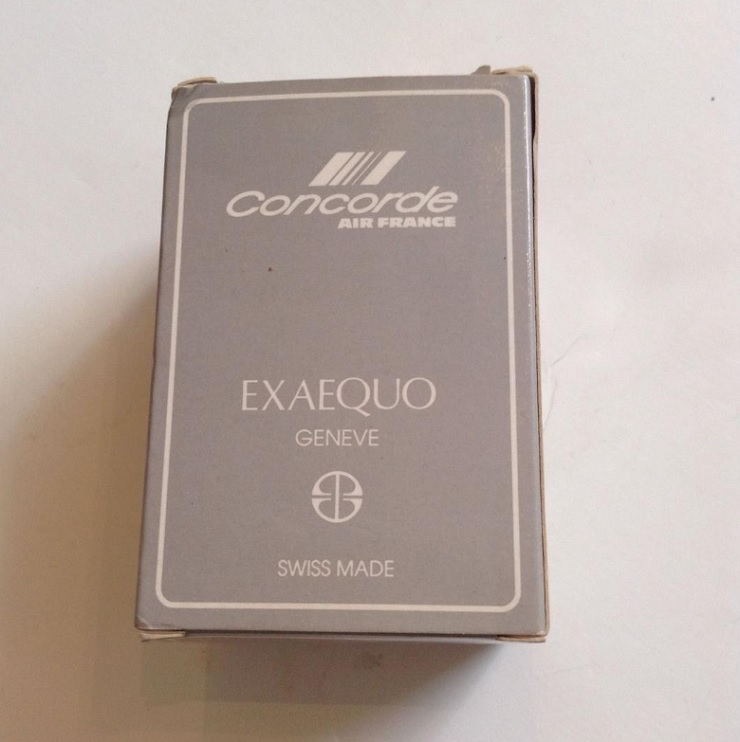 Concorde
AIR FRANCE
EXAEQUO
GENEVE
SWISS MADE